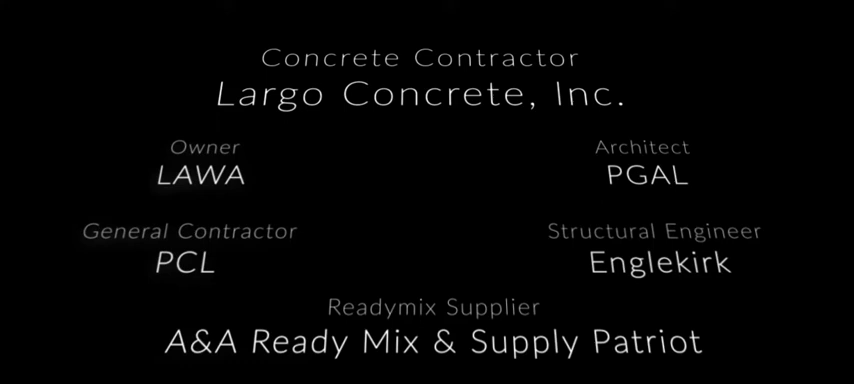 Concrete Contractor
Largo Concrete, Inc.
Owner
LAWA
Architect
PGAL
General Contractor
PCL
Structural Engineer
Englekirk
Readymix Supplier
A&A Ready Mix & Supply Patriot